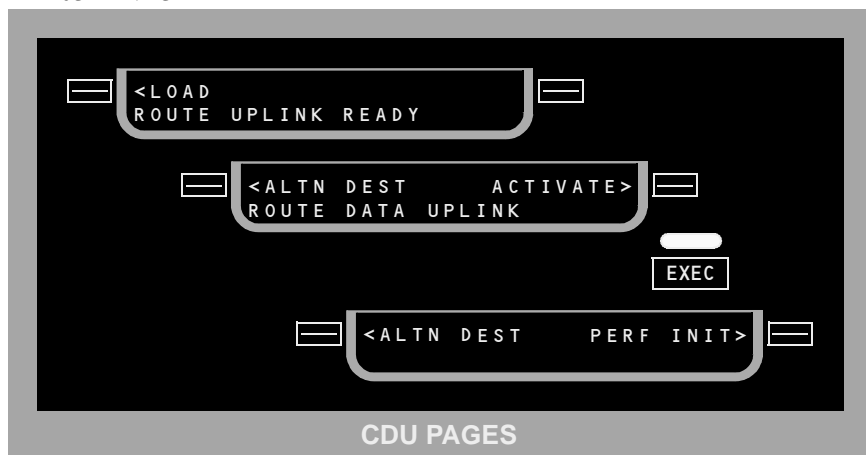 <LOAD
ROUTE UPLINK READY
<ALTN DEST ACTIVATE>
ROUTE DATA UPLINK
EXEC
<ALTN DEST PERF INIT>
CDU PAGES